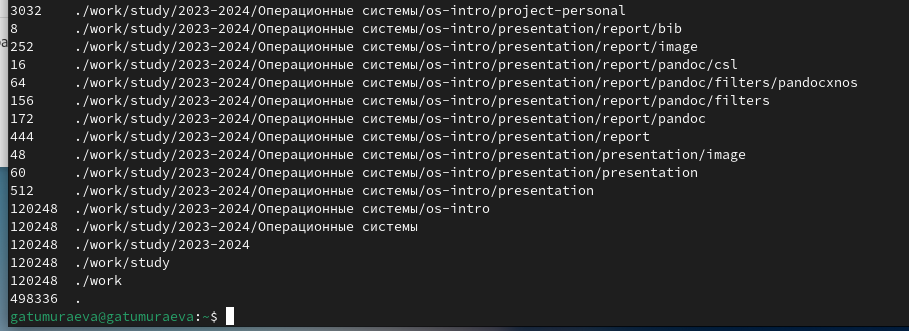 3032 ./work/study/2023-2024/Операционные системы/os-intro/project-personal
8 ./work/study/2023-2024/Операционные системы/os-intro/presentation/report/bib
252 ./work/study/2023-2024/Операционные системы/os-intro/presentation/report/image
16 ./work/study/2023-2024/Операционные системы/os-intro/presentation/report/pandoc/csl
64 ./work/study/2023-2024/Операционные системы/os-intro/presentation/report/pandoc/filters/pandocxnos
156 ./work/study/2023-2024/Операционные системы/os-intro/presentation/report/pandoc/filters
172 ./work/study/2023-2024/Операционные системы/os-intro/presentation/report/pandoc
444 ./work/study/2023-2024/Операционные системы/os-intro/presentation/report
48 ./work/study/2023-2024/Операционные системы/os-intro/presentation/presentation/image
60 ./work/study/2023-2024/Операционные системы/os-intro/presentation/presentation
512 ./work/study/2023-2024/Операционные системы/os-intro/presentation
120248 ./work/study/2023-2024/Операционные системы/os-intro
120248 ./work/study/2023-2024/Операционные системы
120248 ./work/study/2023-2024
120248 ./work/study
120248 ./work
498336 .
gatumuraeva@gatumuraeva:~$